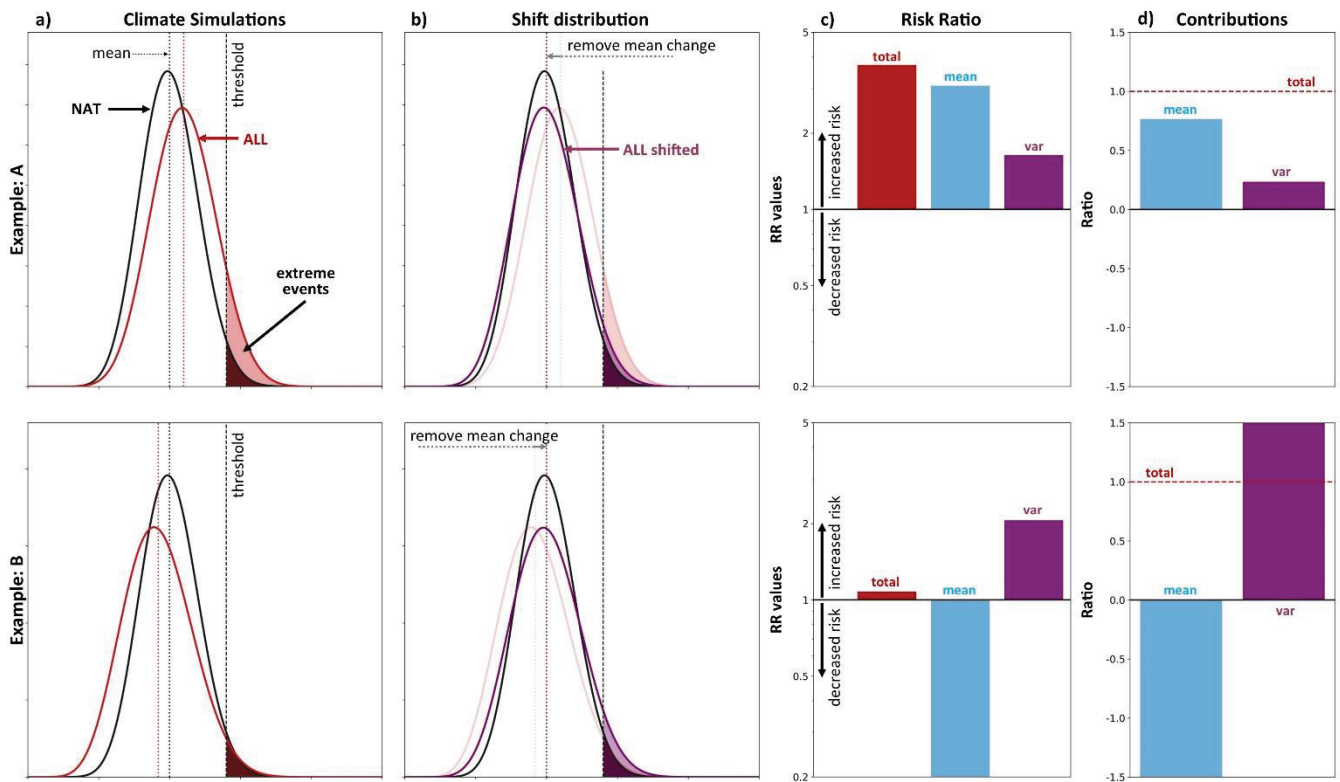 a) Climate Simulations
b) Shift distribution
c) Risk Ratio
d) Contributions
Example: A
mean
threshold
NAT
ALL
extreme
events
remove mean change
ALL shifted
RR values
5
2
1
0.5
0.2
increased risk
decreased risk
total
mean
var
Ratio
1.5
1.0
0.5
0.0
-0.5
-1.0
-1.5
total
mean
var
Example: B
threshold
remove mean change
RR values
5
2
1
0.5
0.2
increased risk
decreased risk
total
mean
var
Ratio
1.5
1.0
0.5
0.0
-0.5
-1.0
-1.5
total
mean
var